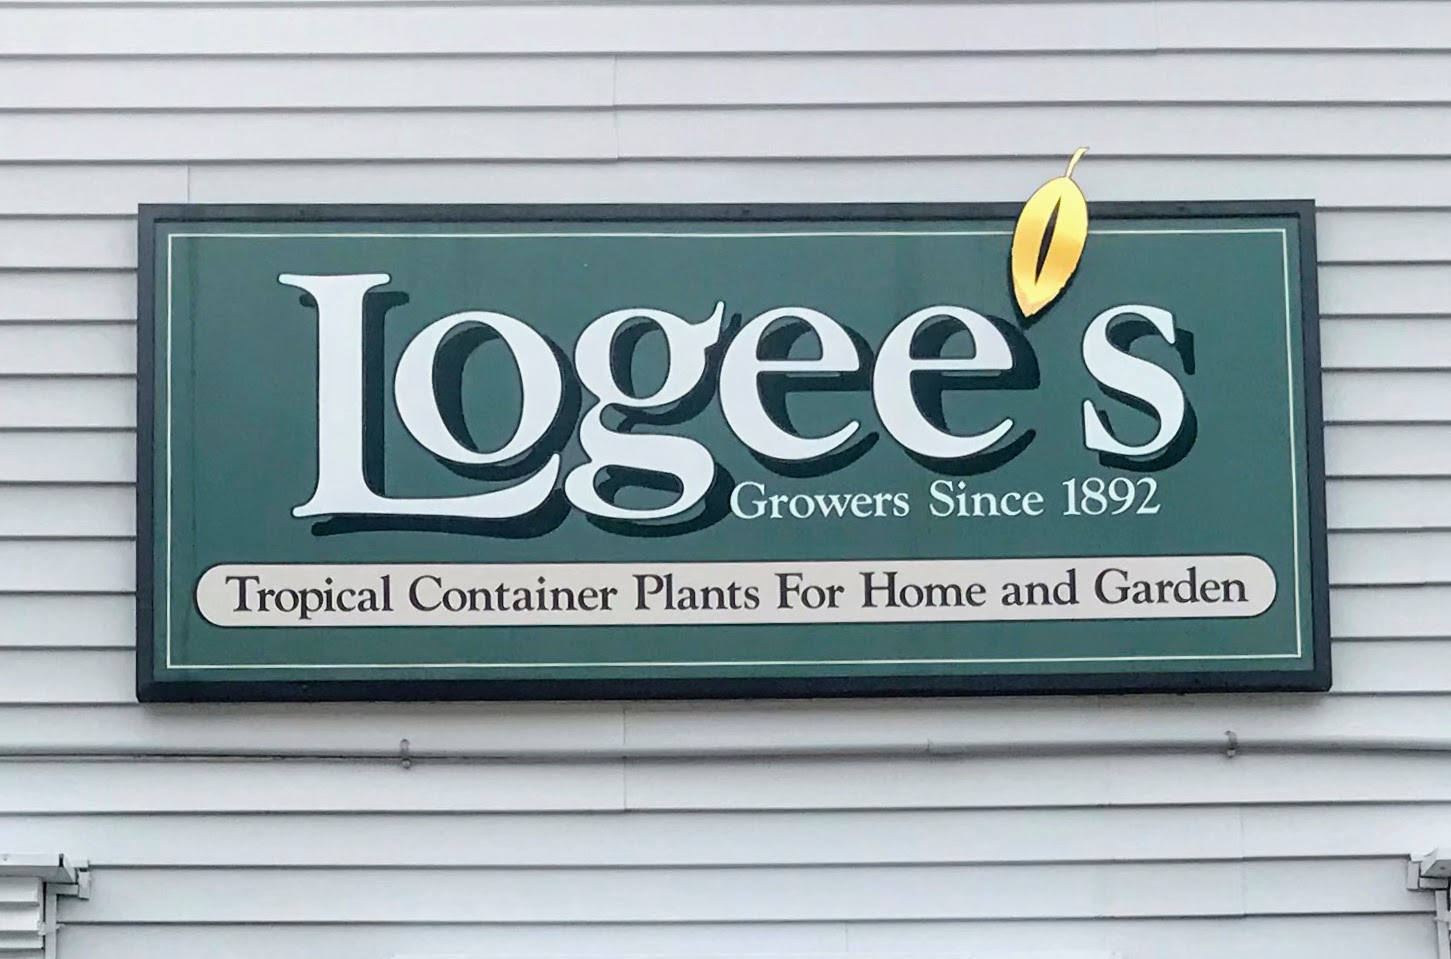 Logee's
Growers Since 1892
Tropical Container Plants For Home and Garden